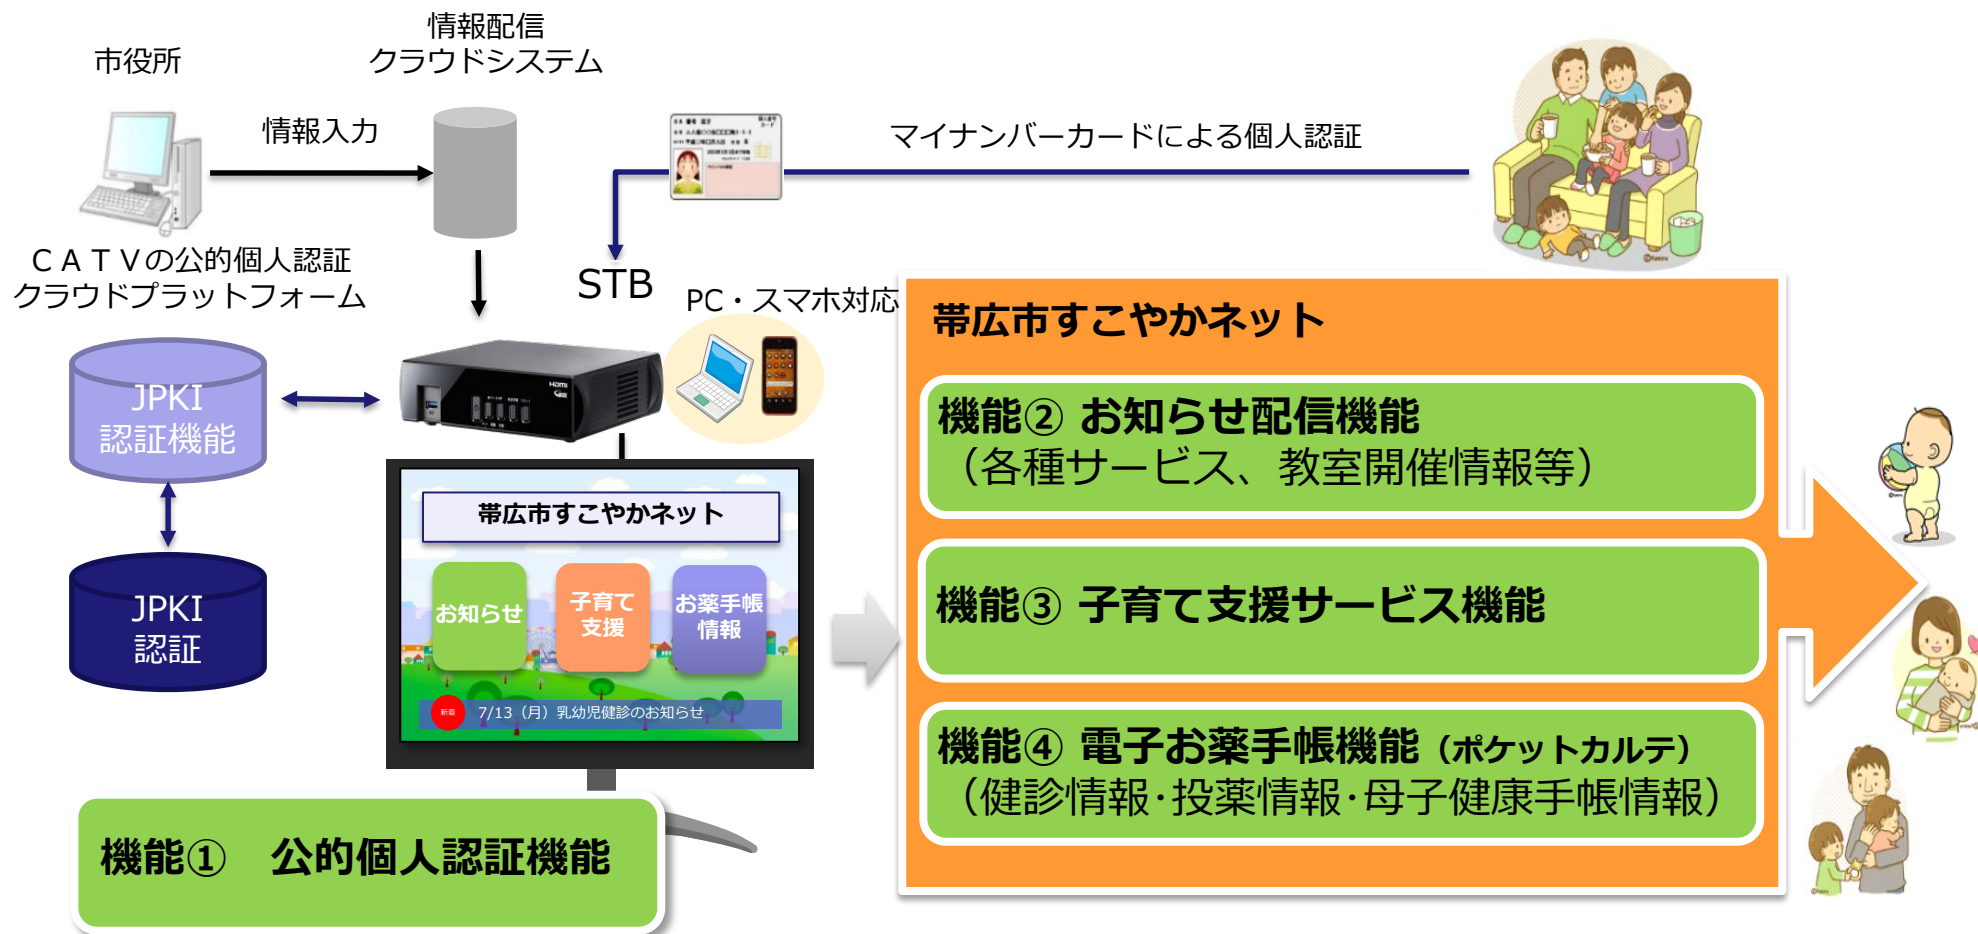 市役所
情報配信
クラウドシステム
情報入力
マイナンバーカードによる個人認証
ＣＡＴＶの公的個人認証
クラウドプラットフォーム
STB
PC・スマホ対応
JPKI
認証機能
JPKI
認証
HDMI
帯広市すこやかネット
お知らせ
子育て
支援
お薬手帳
情報
新着
7/13（月）乳幼児健診のお知らせ
機能①　公的個人認証機能
帯広市すこやかネット
機能② お知らせ配信機能
（各種サービス、教室開催情報等）
機能③ 子育て支援サービス機能
機能④ 電子お薬手帳機能（ポケットカルテ）
（健診情報･投薬情報･母子健康手帳情報）